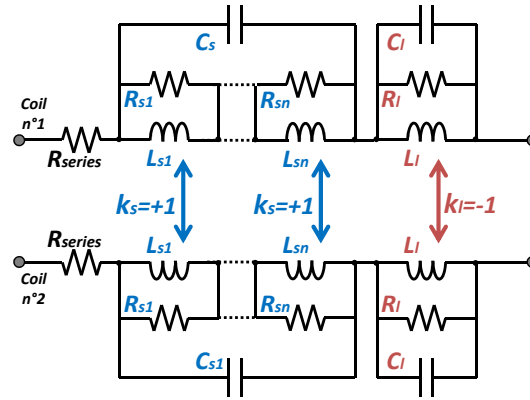 Cs
Cl
Rs1
Rsn
Rl
Coil
n°1
Rseries
Ls1
Lsn
Ll
ks=+1
ks=+1
kl=-1
Rseries
Ls1
Lsn
Ll
Coil
n°2
Rs1
Rsn
Rl
Cs1
Cl